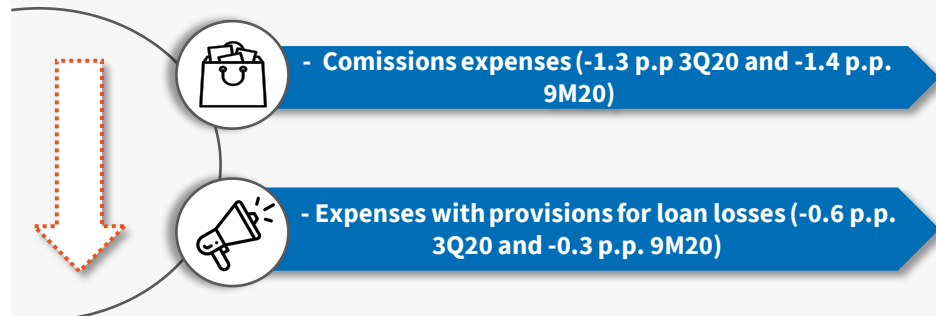 - Comissions expenses (-1.3 p.p 3Q20 and -1.4 p.p.
9M20)
- Expenses with provisions for loan losses (-0.6 p.p.
3Q20 and -0.3 p.p. 9M20)